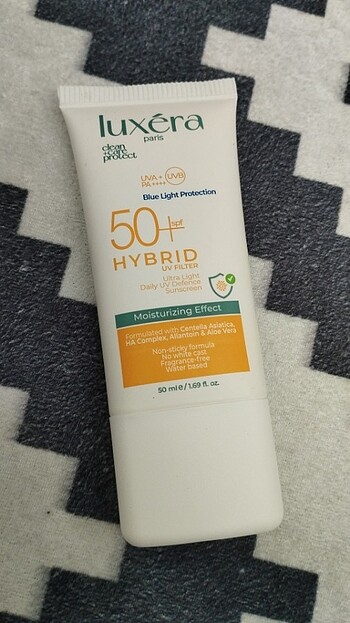 luxéra
paris
clean
+care
protect
UVA +
PA ++++
UVB
Blue Light Protection
50+ spf
HYBRID
UV FILTER
Ultra Light
Daily UV Defence
Sunscreen
Moisturizing Effect
Formulated with Centella Asiatica,
HA Complex, Allantoin & Aloe Vera
Non-sticky formula
No white cast
Fragrance-free
Water based
50 ml e / 1.69 fl. oz.